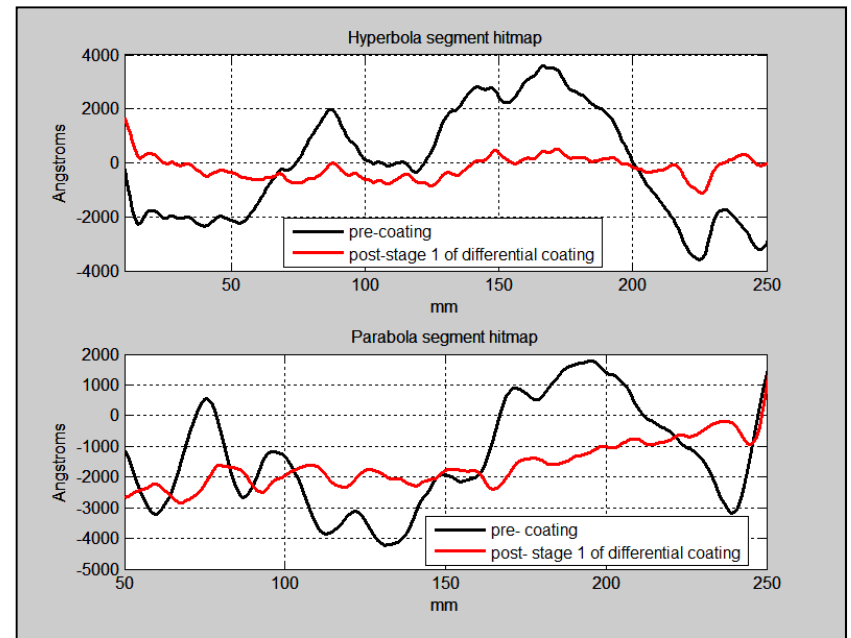 Hyperbola segment hitmap
4000
2000
0
-2000
-4000
Angstroms
pre-coating
post-stage 1 of differential coating
50 100 150 200 250
mm
Parabola segment hitmap
2000
1000
0
-1000
-2000
-3000
-4000
-5000
Angstroms
pre- coating
post- stage 1 of differential coating
50 100 150 200 250
mm